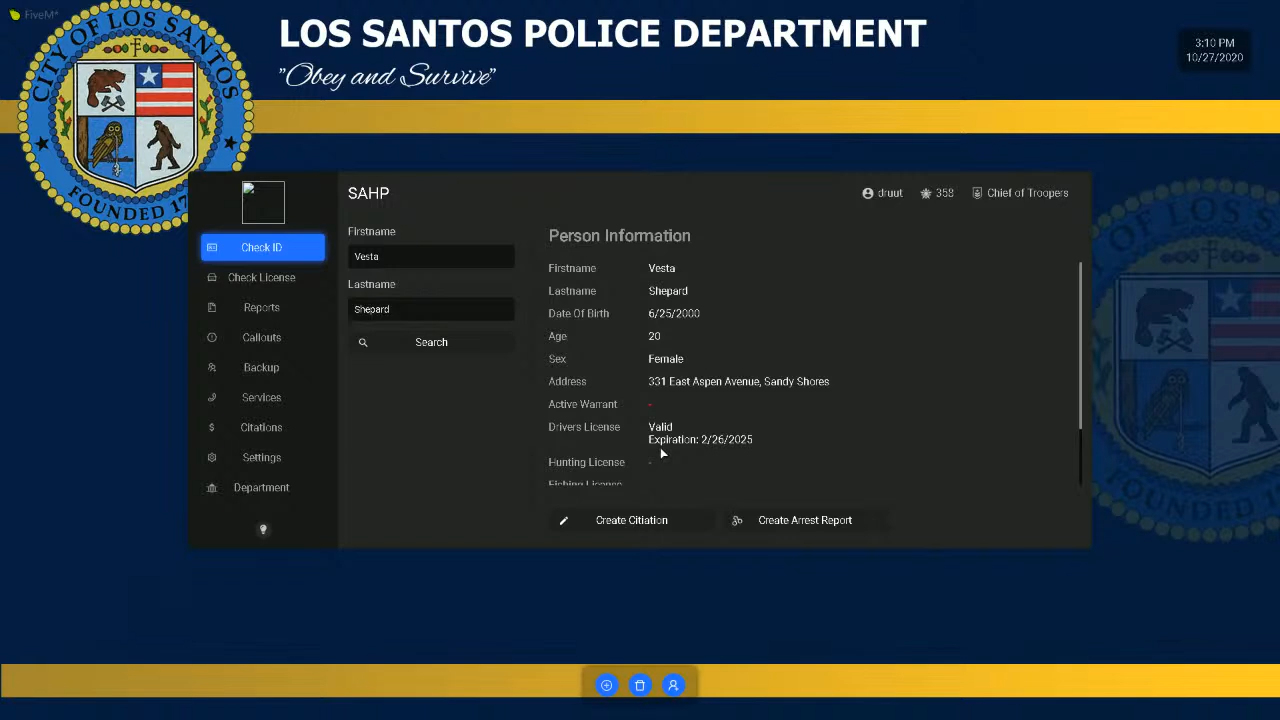 FiveM*
LOS SANTOS POLICE DEPARTMENT
"Obey and Survive"
3:10 PM
10/27/2020
CITY OF LOS SANTOS
FOUNDED 17
SAHP
druut
358
Chief of Troopers
Check ID
Check License
Reports
Callouts
Backup
Services
Citations
Settings
Department
Firstname
Vesta
Lastname
Shepard
Search
Person Information
Firstname Vesta
Lastname Shepard
Date Of Birth 6/25/2000
Age 20
Sex Female
Address 331 East Aspen Avenue, Sandy Shores
Active Warrant -
Drivers License Valid
Expiration: 2/26/2025
Hunting License -
Fishing License
Create Citiation
Create Arrest Report